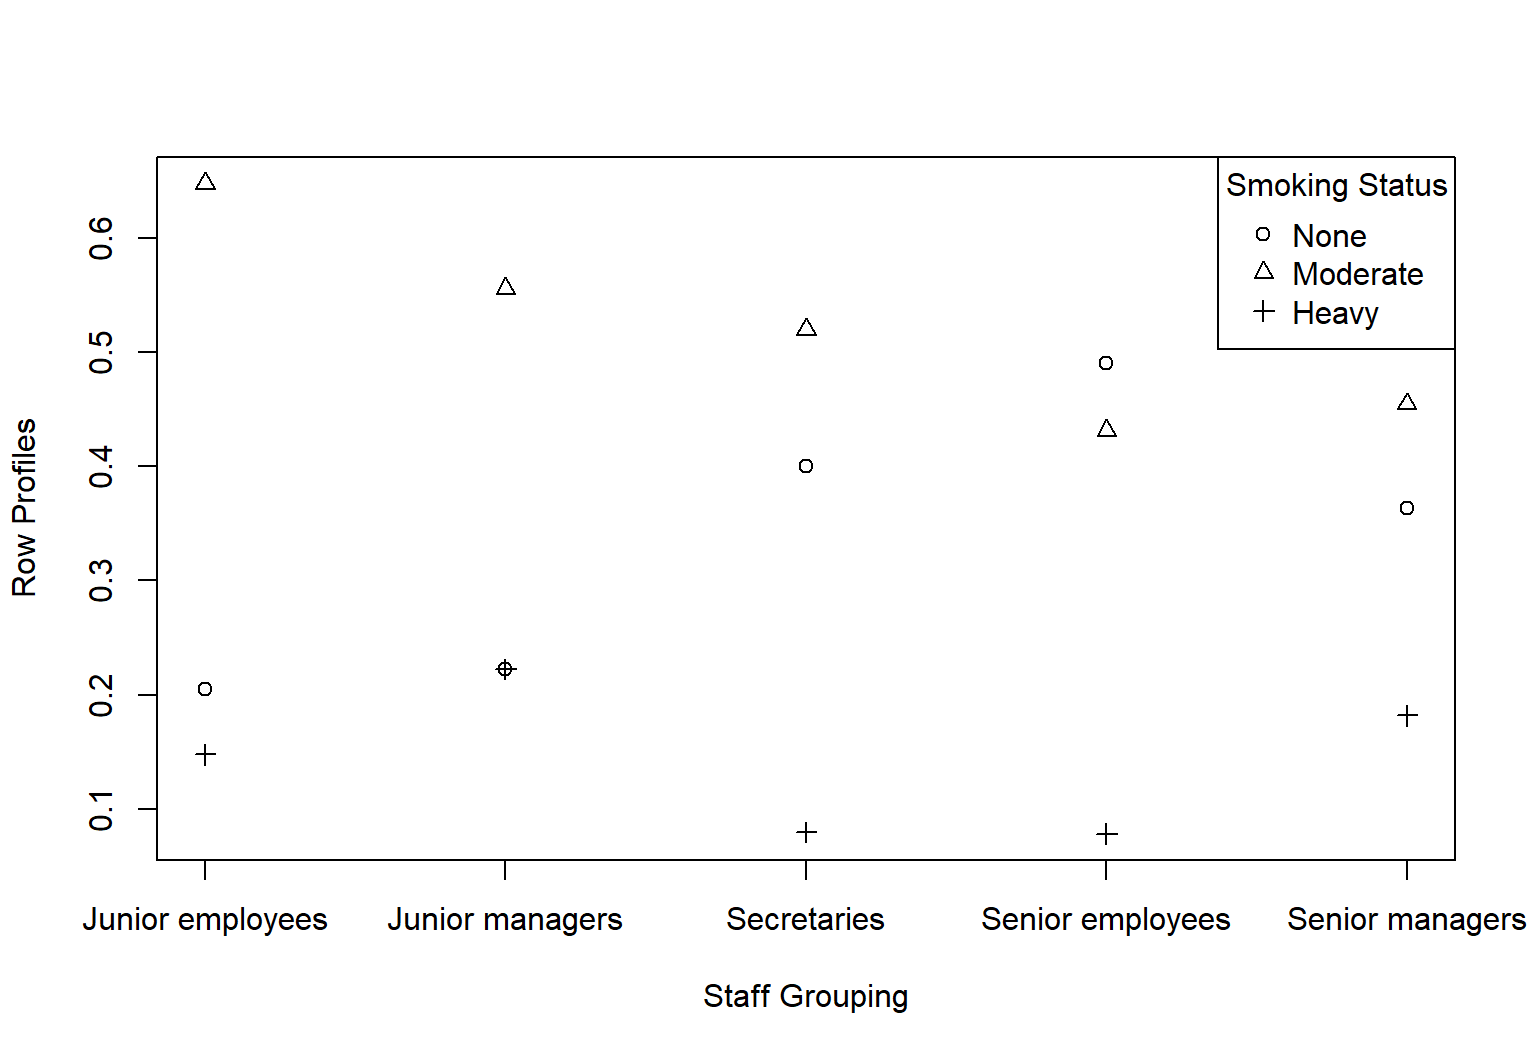 Smoking Status
None
Moderate
Heavy
Row Profiles
0.6
0.5
0.4
0.3
0.2
0.1
Junior employees
Junior managers
Secretaries
Senior employees
Senior managers
Staff Grouping